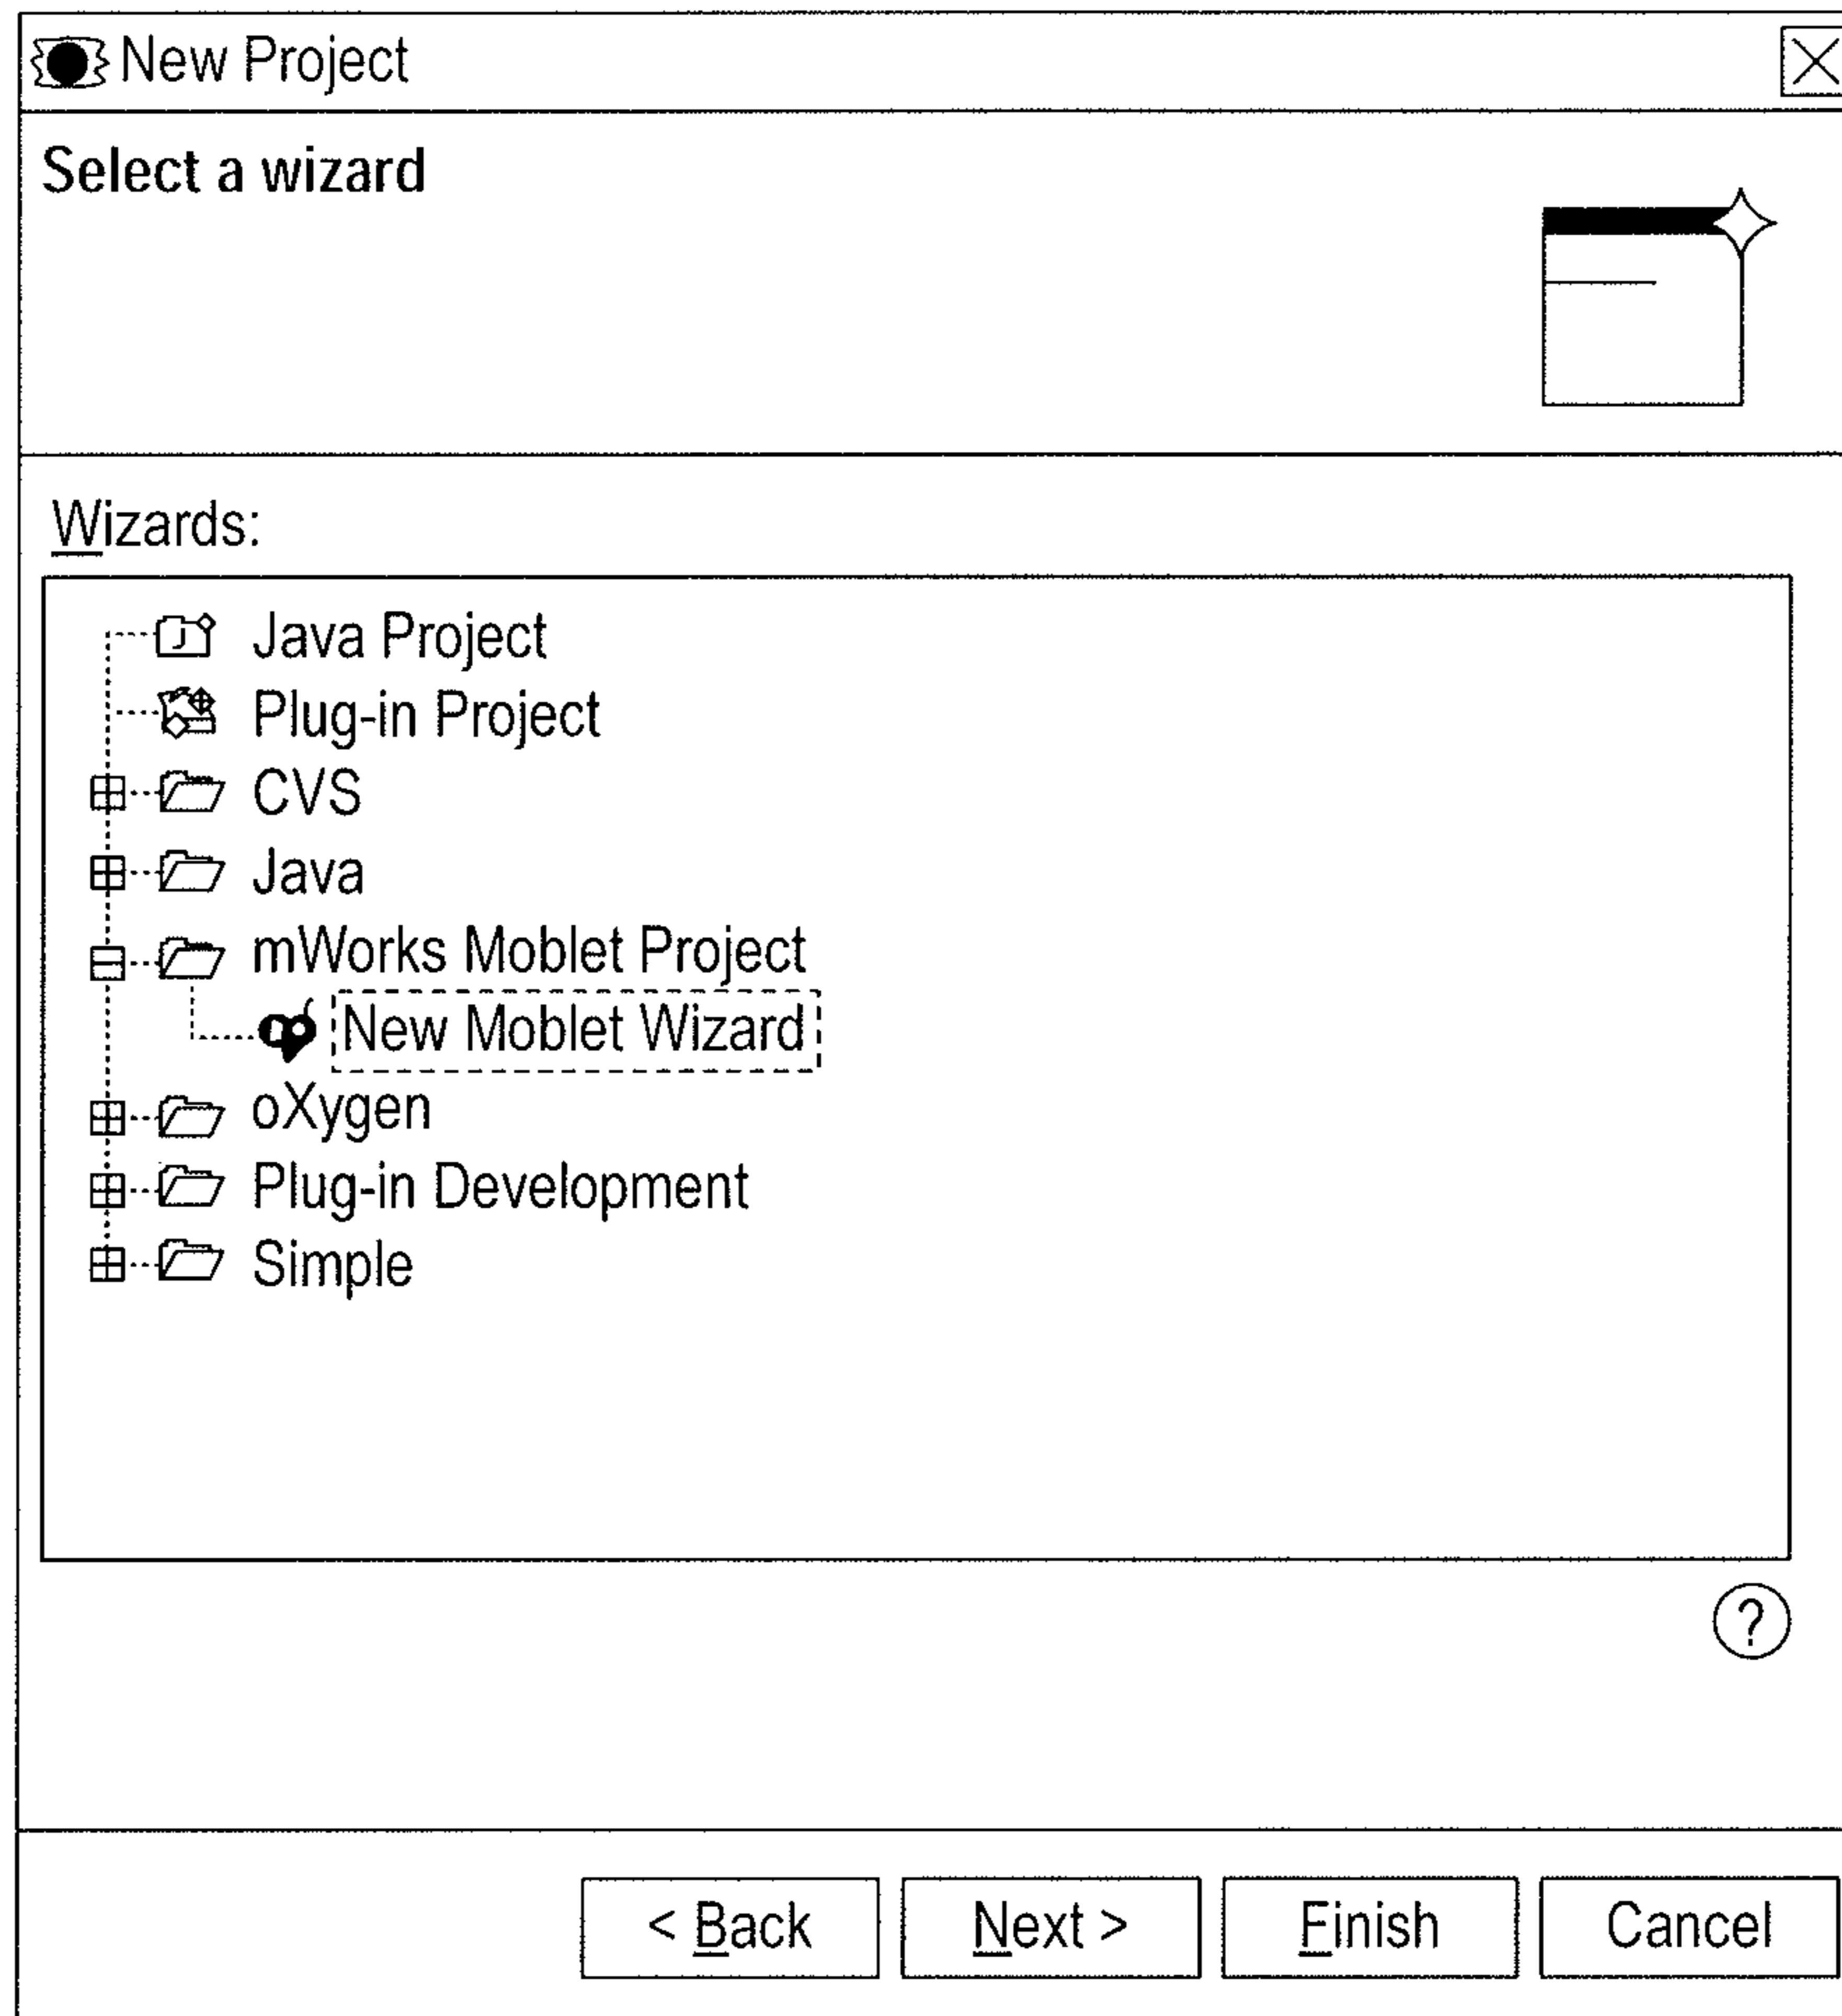 New Project
Select a wizard
Wizards:
J Java Project
Plug-in Project
CVS
Java
mWorks Moblet Project
New Moblet Wizard
oXygen
Plug-in Development
Simple
?
< Back Next > Finish Cancel